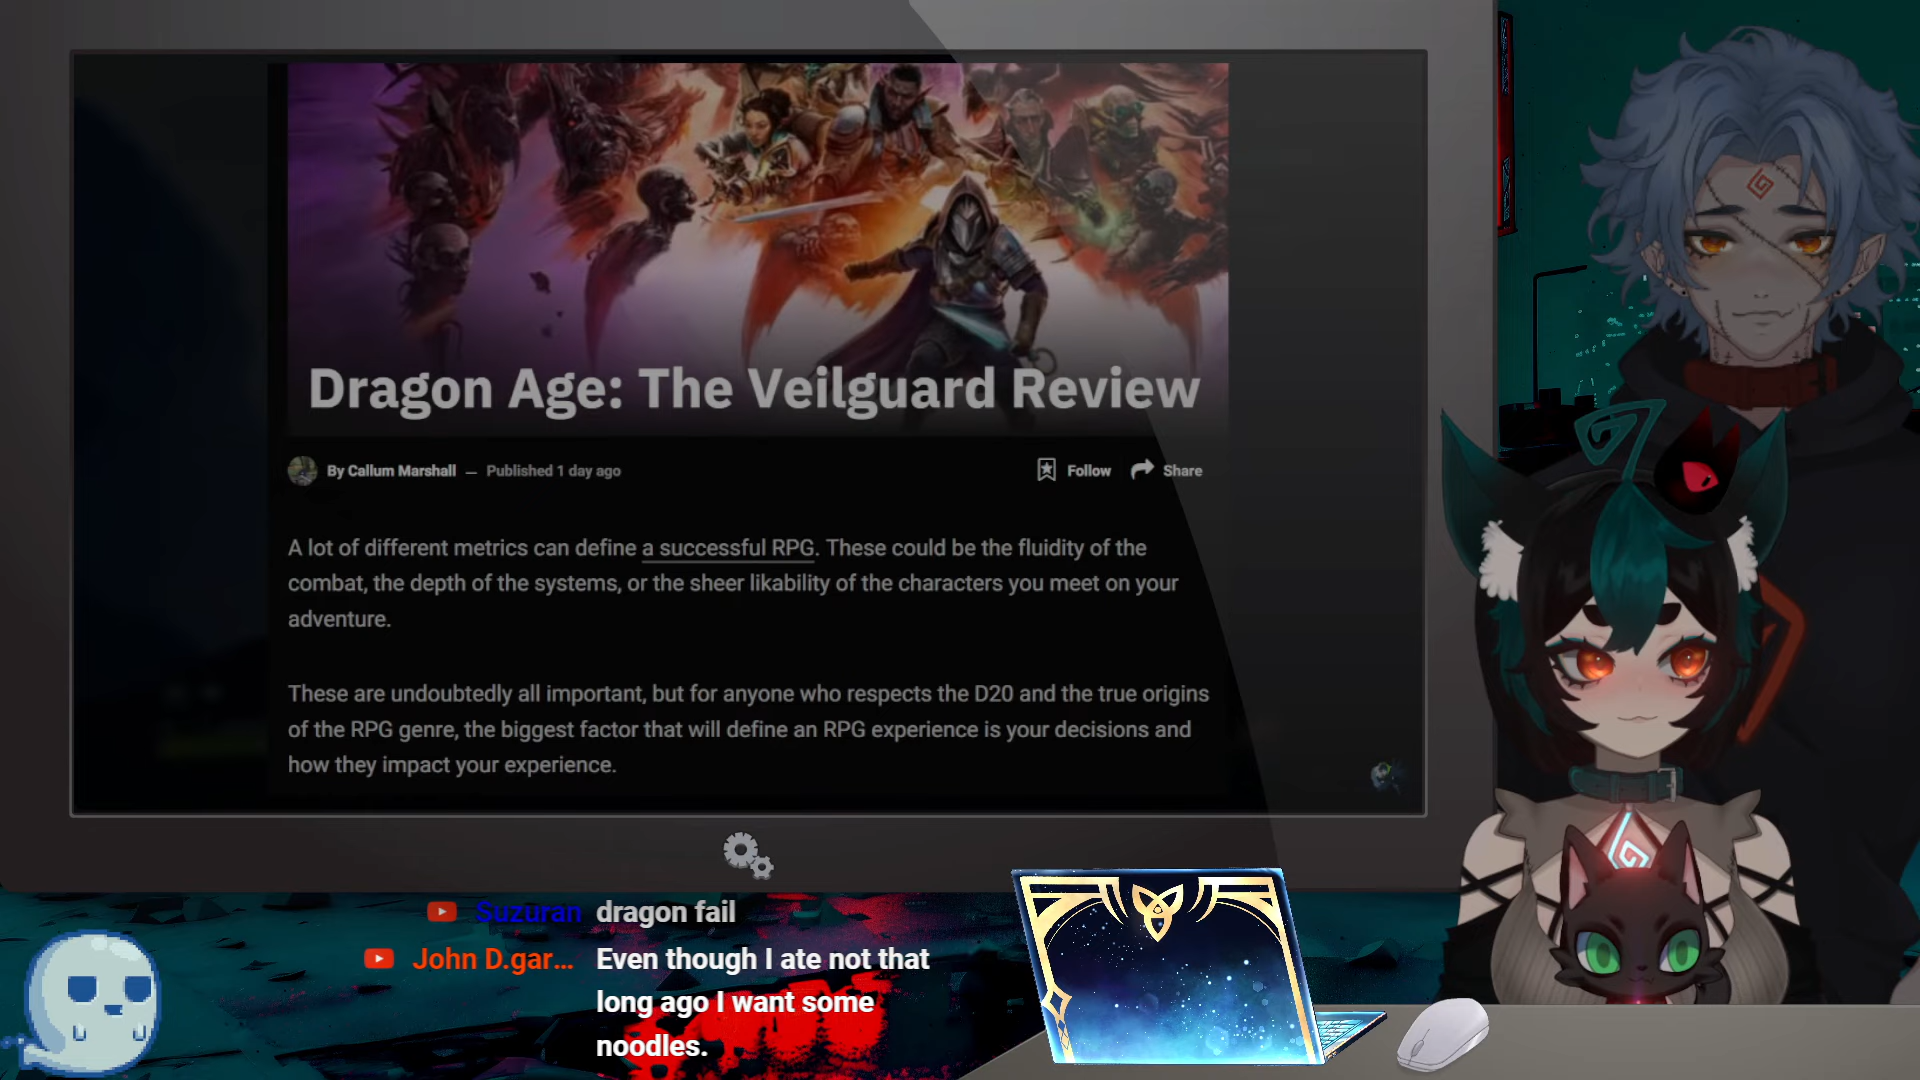 Dragon Age: The Veilguard Review
By Callum Marshall — Published 1 day ago
Follow
Share
A lot of different metrics can define a successful RPG. These could be the fluidity of the
combat, the depth of the systems, or the sheer likability of the characters you meet on your
adventure.
These are undoubtedly all important, but for anyone who respects the D20 and the true origins
of the RPG genre, the biggest factor that will define an RPG experience is your decisions and
how they impact your experience.
Suzuran dragon fail
John D.gar... Even though I ate not that
long ago I want some
noodles.